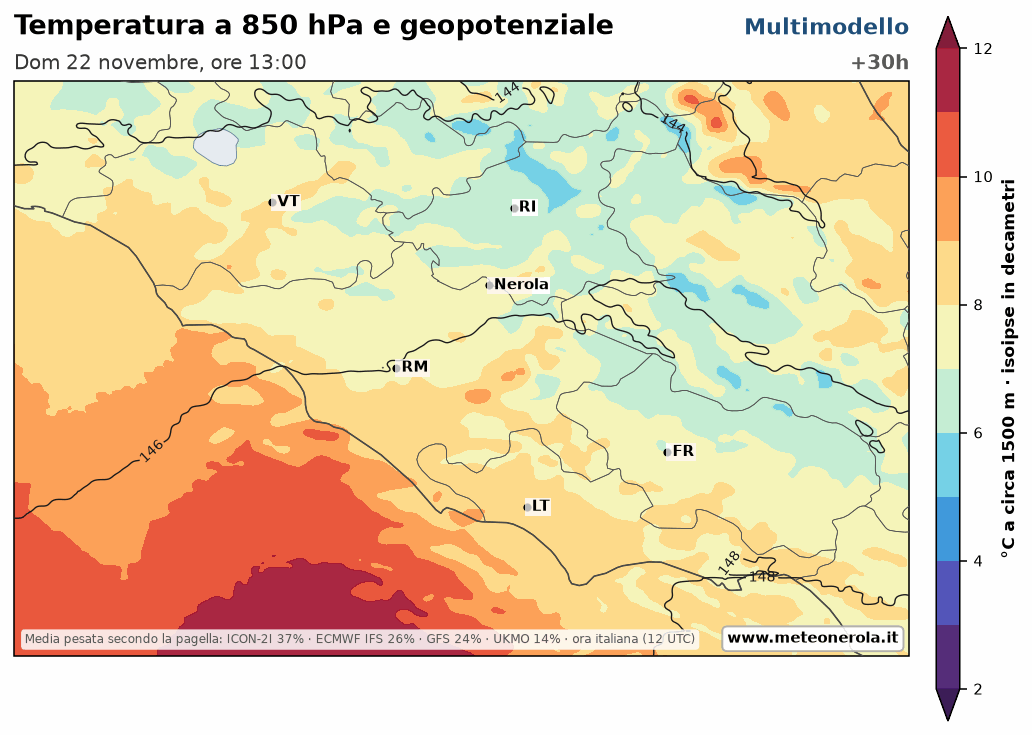 Temperatura a 850 hPa e geopotenziale
Multimodello
Dom 22 novembre, ore 13:00
+30h
144
144
VT
RI
Nerola
RM
146
FR
LT
148
148
Media pesata secondo la pagella: ICON-2I 37% · ECMWF IFS 26% · GFS 24% · UKMO 14% · ora italiana (12 UTC)
www.meteonerola.it
12
10
8
6
4
2
°C a circa 1500 m · isoipse in decametri